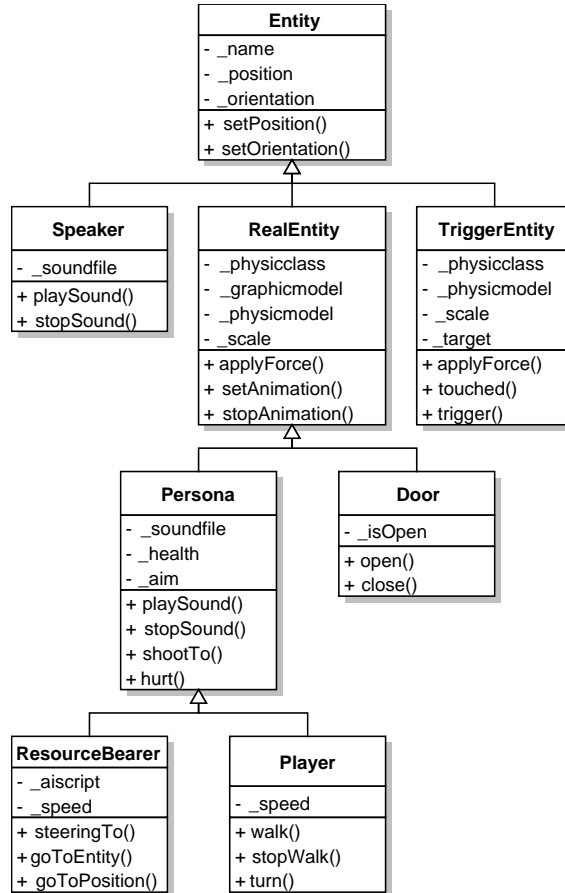 Entity
- _name
- _position
- _orientation
+ setPosition()
+ setOrientation()
Speaker
- _soundfile
+ playSound()
+ stopSound()
RealEntity
- _physicclass
- _graphicmodel
- _physicmodel
- _scale
+ applyForce()
+ setAnimation()
+ stopAnimation()
TriggerEntity
- _physicclass
- _physicmodel
- _scale
- _target
+ applyForce()
+ touched()
+ trigger()
Persona
- _soundfile
- _health
- _aim
+ playSound()
+ stopSound()
+ shootTo()
+ hurt()
Door
- _isOpen
+ open()
+ close()
ResourceBearer
- _aiscript
- _speed
+ steeringTo()
+ goToEntity()
+ goToPosition()
Player
- _speed
+ walk()
+ stopWalk()
+ turn()